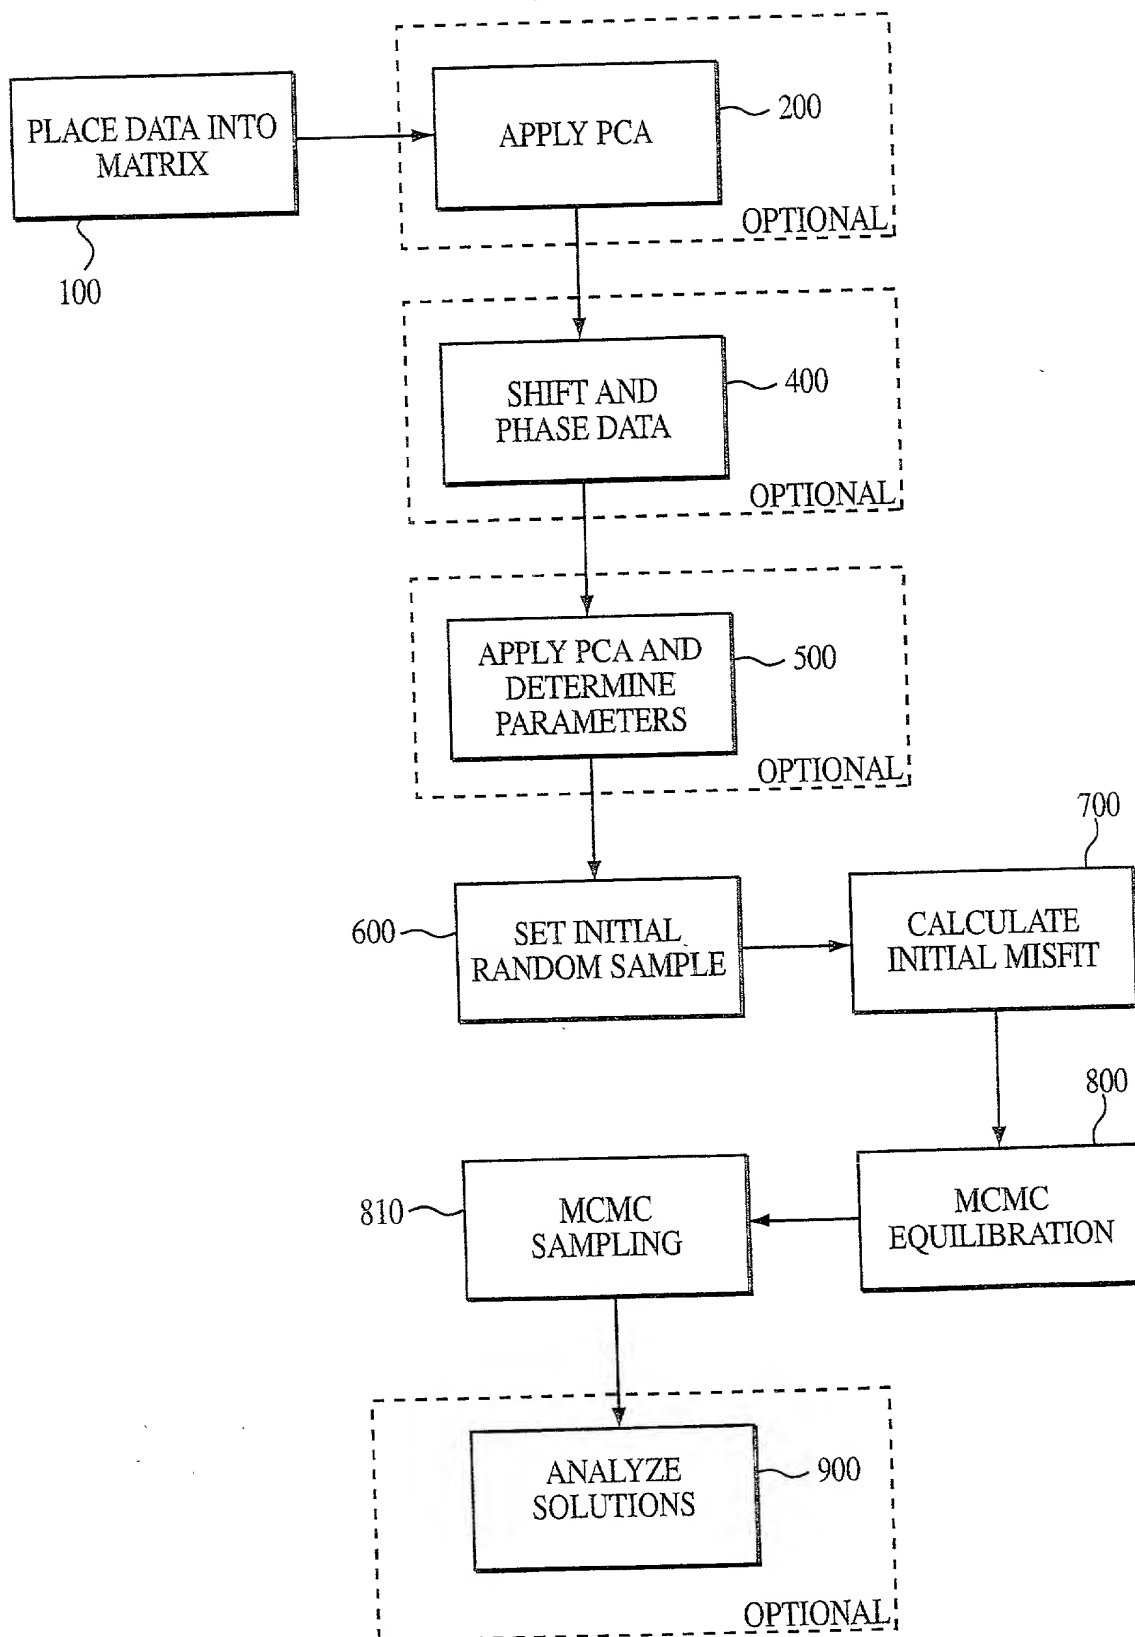 PLACE DATA INTO
MATRIX
100
APPLY PCA
200
OPTIONAL
SHIFT AND
PHASE DATA
400
OPTIONAL
APPLY PCA AND
DETERMINE
PARAMETERS
500
OPTIONAL
600
SET INITIAL
RANDOM SAMPLE
700
CALCULATE
INITIAL MISFIT
800
MCMC
EQUILIBRATION
810
MCMC
SAMPLING
ANALYZE
SOLUTIONS
900
OPTIONAL